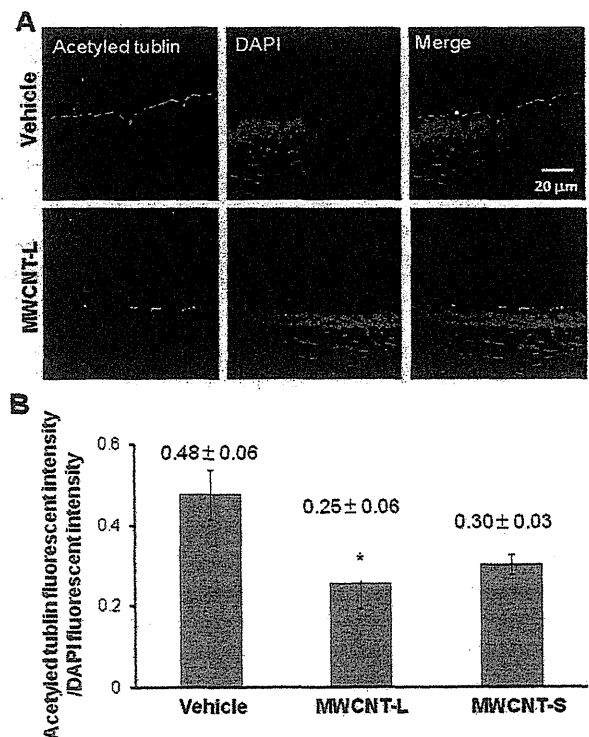 A
Acetyled tublin
DAPI
Merge
Vehicle
20 µm
MWCNT-L
B
Acetyled tublin fluorescent intensity
/DAPI fluorescent intensity
0.8
0.4
0.2
0
0.48 ± 0.06
0.25 ± 0.06
*
0.30 ± 0.03
Vehicle
MWCNT-L
MWCNT-S